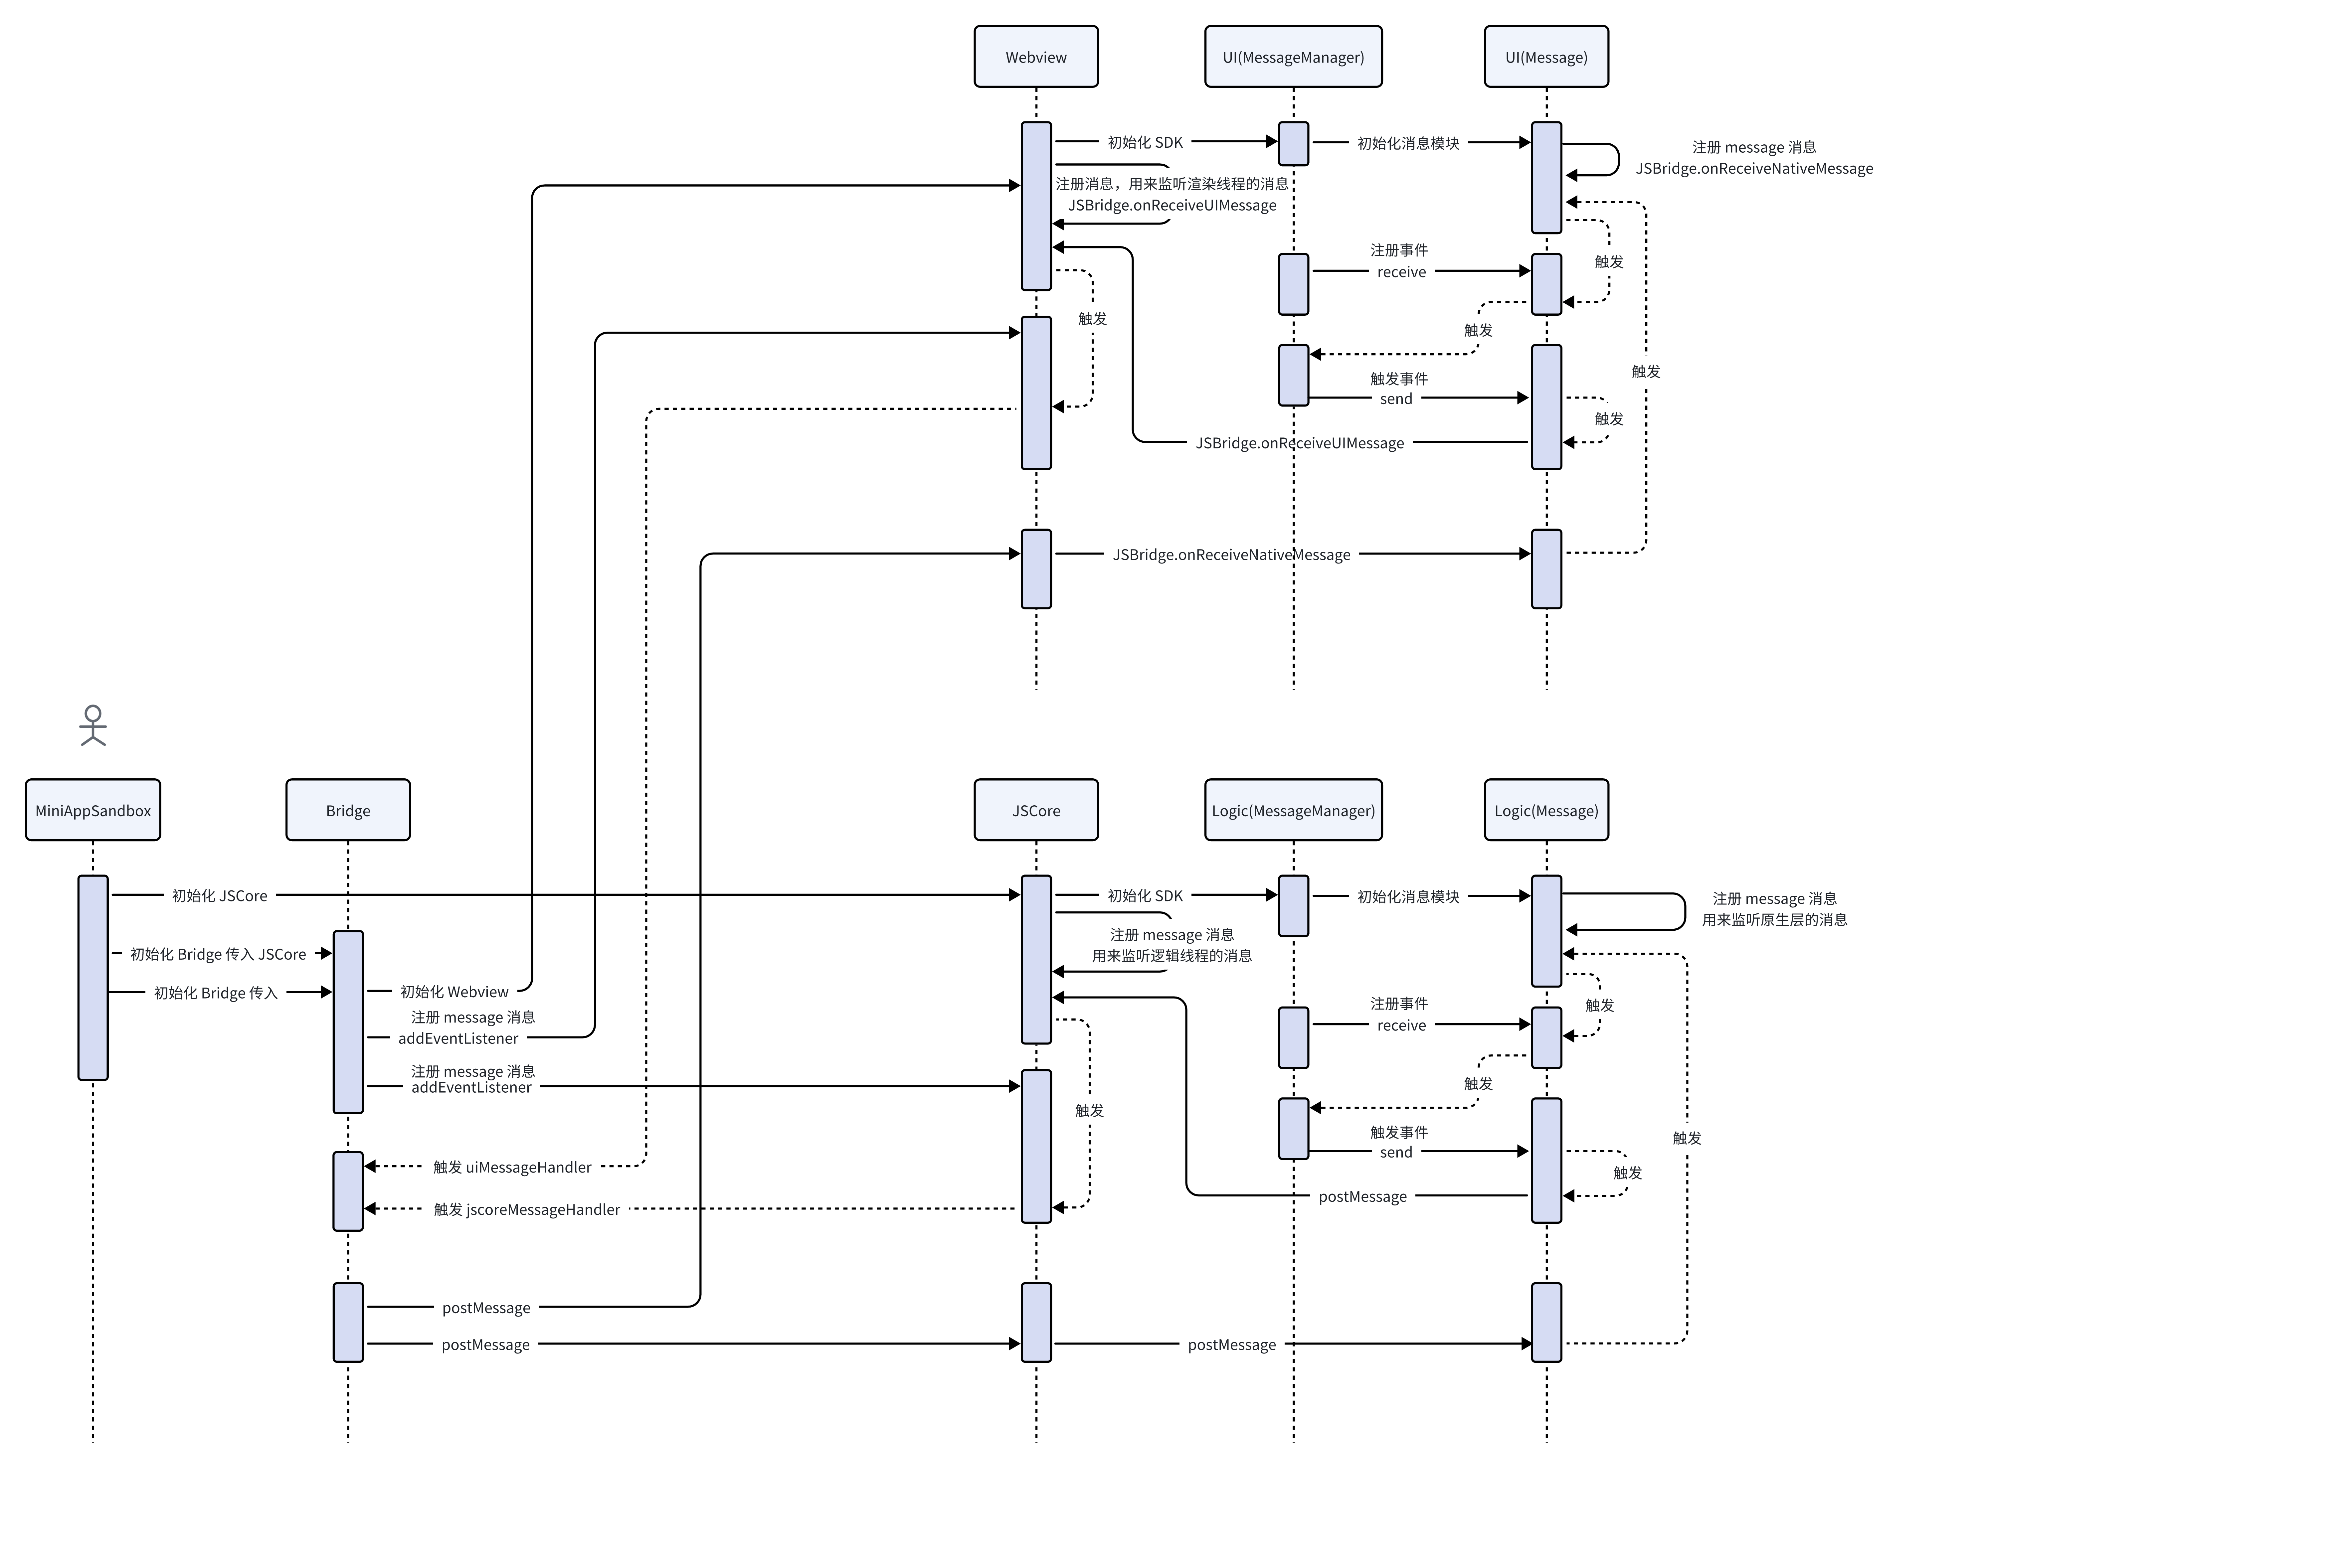 Webview
UI(MessageManager)
UI(Message)
初始化 SDK
初始化消息模块
注册 message 消息
JSBridge.onReceiveNativeMessage
注册消息，用来监听渲染线程的消息
JSBridge.onReceiveUIMessage
注册事件
receive
触发
触发
触发
触发
触发事件
send
触发
JSBridge.onReceiveUIMessage
JSBridge.onReceiveNativeMessage
MiniAppSandbox
Bridge
JSCore
Logic(MessageManager)
Logic(Message)
初始化 JSCore
初始化 SDK
初始化消息模块
注册 message 消息
用来监听原生层的消息
注册 message 消息
用来监听逻辑线程的消息
初始化 Bridge 传入 JSCore
初始化 Bridge 传入
初始化 Webview
注册 message 消息
addEventListener
注册事件
receive
触发
注册 message 消息
addEventListener
触发
触发
触发事件
send
触发
触发
触发 uiMessageHandler
postMessage
触发 jscoreMessageHandler
postMessage
postMessage
postMessage